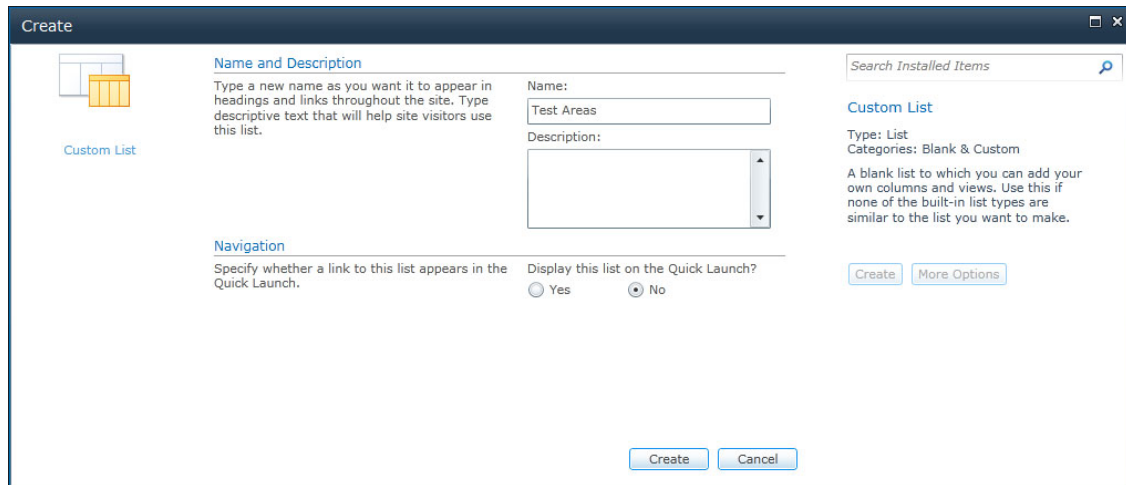 Create
Custom List
Name and Description
Type a new name as you want it to appear in
headings and links throughout the site. Type
descriptive text that will help site visitors use
this list.
Name:
Test Areas
Description:
Navigation
Specify whether a link to this list appears in the
Quick Launch.
Display this list on the Quick Launch?
Yes
No
Create
Cancel
Search Installed Items
Custom List
Type: List
Categories: Blank & Custom
A blank list to which you can add your
own columns and views. Use this if
none of the built-in list types are
similar to the list you want to make.
Create
More Options